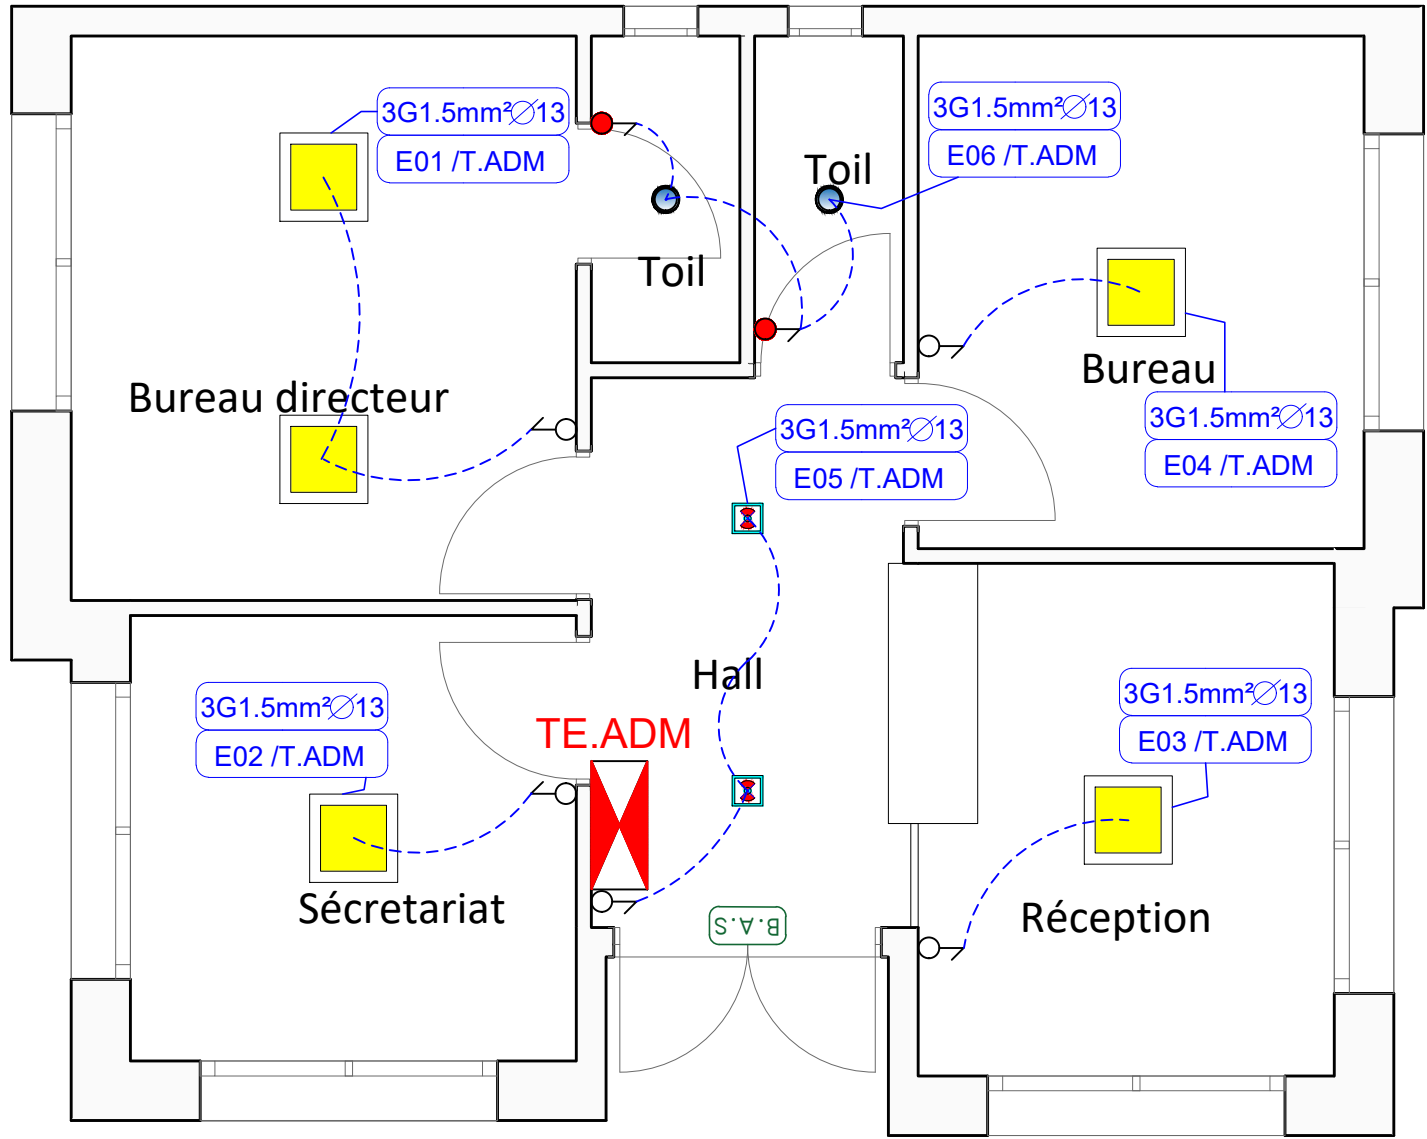 3G1.5mm²∅13
E01 /T.ADM
3G1.5mm²∅13
E06 /T.ADM
Toil
Toil
Bureau directeur
Bureau
3G1.5mm²∅13
E05 /T.ADM
3G1.5mm²∅13
E04 /T.ADM
Hall
3G1.5mm²∅13
E02 /T.ADM
TE.ADM
3G1.5mm²∅13
E03 /T.ADM
Sécretariat
B.A.S
Réception